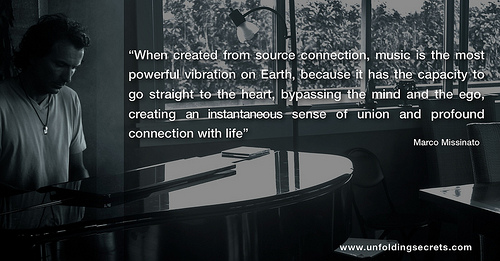 “When created from source connection, music is the most
powerful vibration on Earth, because it has the capacity to
go straight to the heart, bypassing the mind and the ego,
creating an instantaneous sense of union and profound
connection with life”
Marco Missinato
www.unfoldingsecrets.com